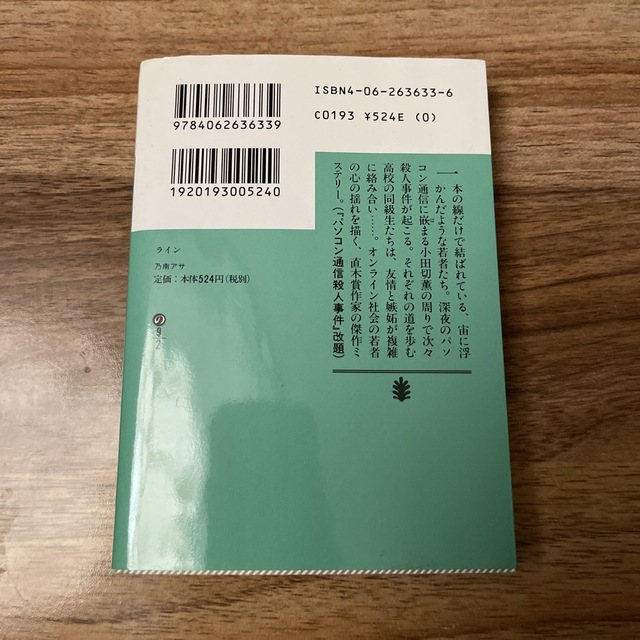 ISBN4-06-263633-6
C0193 ¥524E (0)
9784062636339
1920193005240
一本の線だけで結ばれている、宙に浮
かんだような若者たち。深夜のパソ
コン通信に嵌まる小田切薫の周りで次々
殺人事件が起こる。それぞれの道を歩む
高校の同級生たちは、友情と嫉妬が複雑
に絡み合い……。オンライン社会の若者
の心の揺れを描く、直木賞作家の傑作ミ
ステリー。(『パソコン通信殺人事件』改題)
ライン
乃南アサ
定価：本体524円(税別)
の
9-2